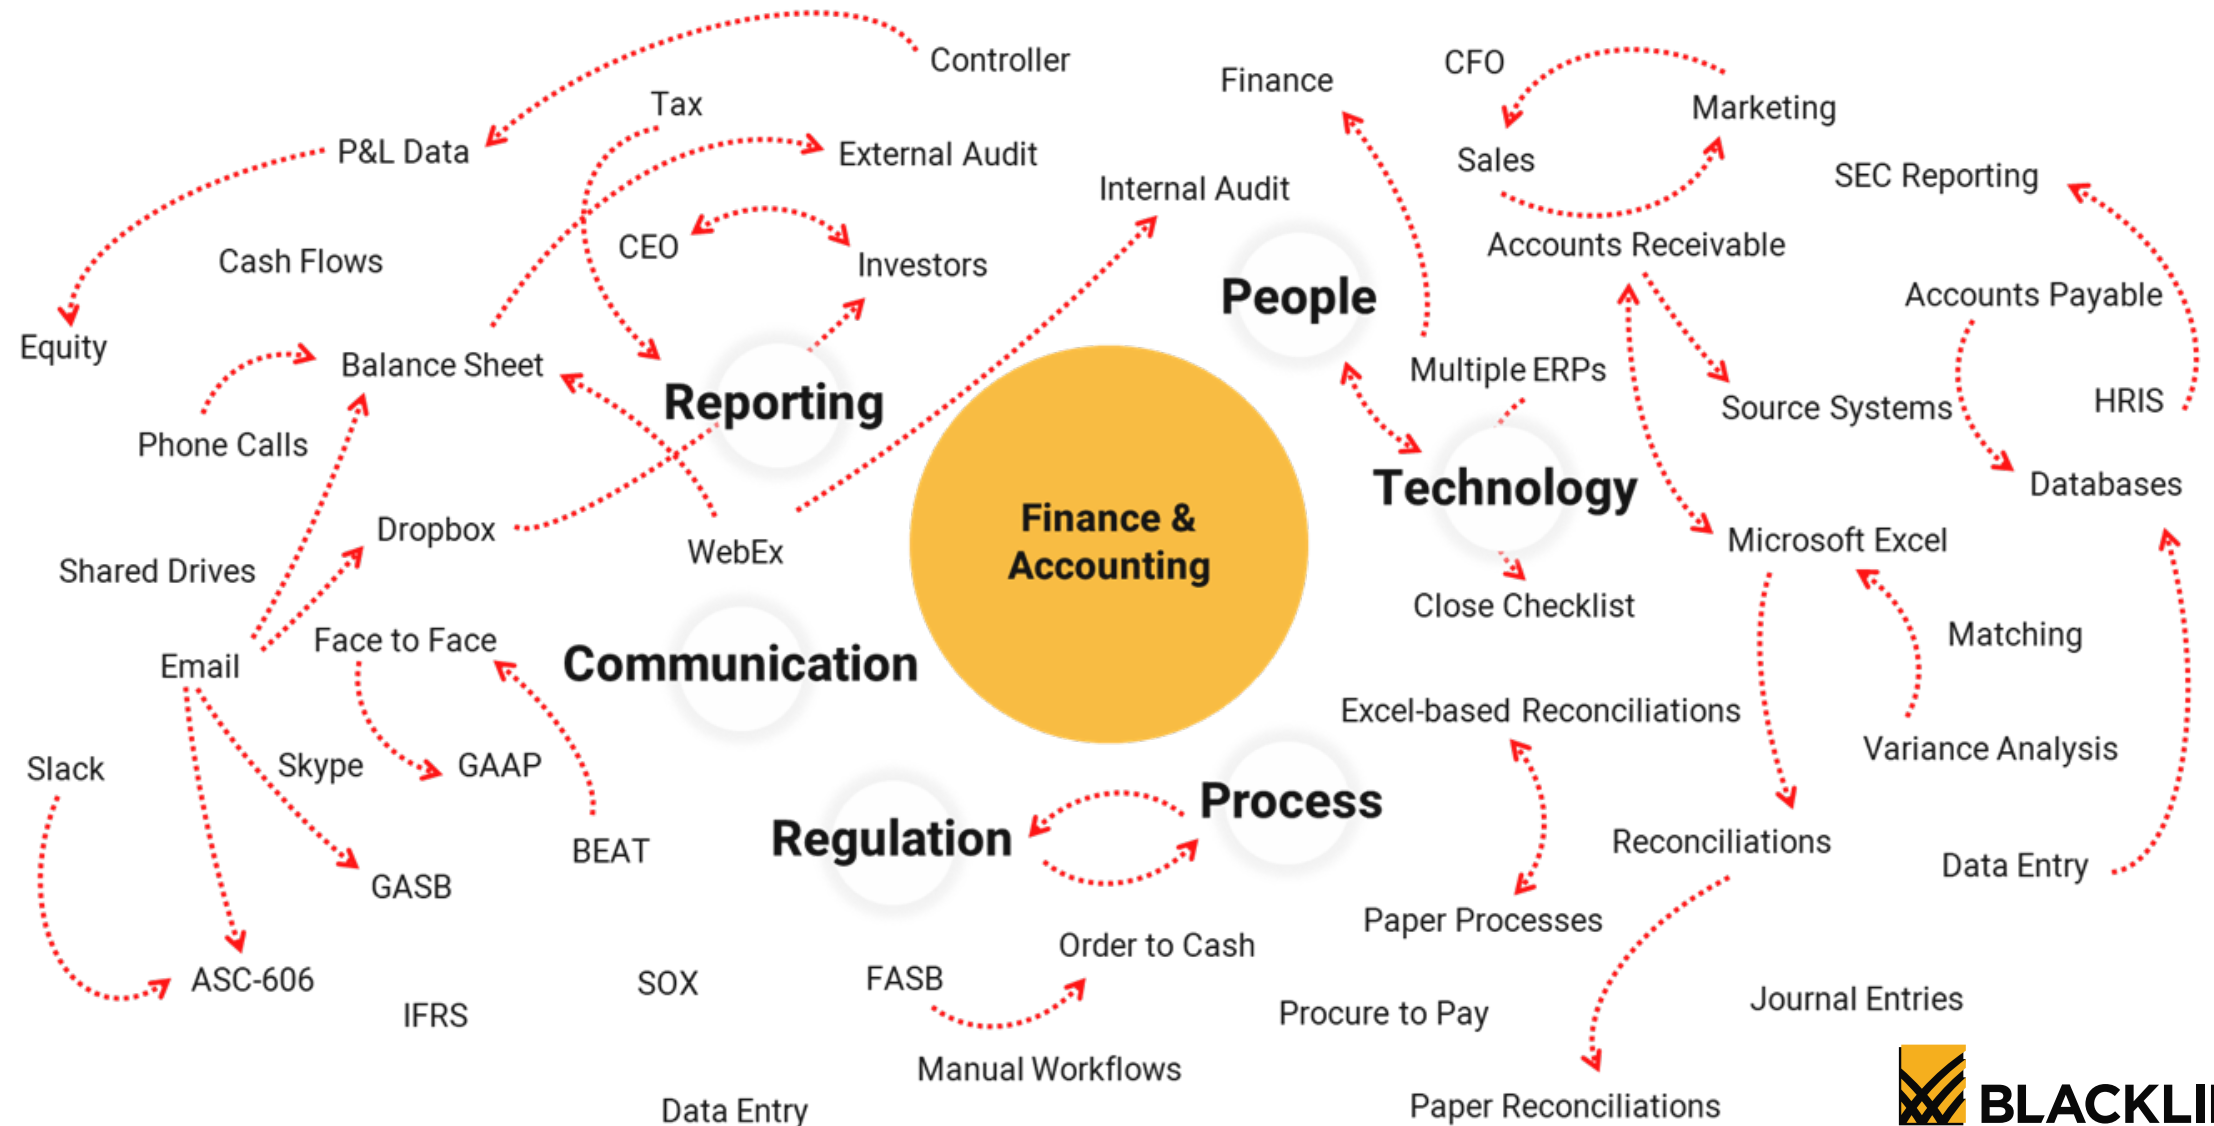 Controller
CFO
Finance
Tax
Marketing
P&L Data
External Audit
Sales
SEC Reporting
Internal Audit
CEO
Accounts Receivable
Cash Flows
Investors
People
Accounts Payable
Equity
Balance Sheet
Multiple ERPs
Reporting
HRIS
Source Systems
Phone Calls
Technology
Databases
Finance &
Accounting
Dropbox
WebEx
Microsoft Excel
Shared Drives
Close Checklist
Face to Face
Matching
Email
Communication
Excel-based Reconciliations
Variance Analysis
Slack
Skype
GAAP
Process
Regulation
Reconciliations
BEAT
Data Entry
GASB
Paper Processes
Order to Cash
ASC-606
SOX
FASB
Journal Entries
IFRS
Procure to Pay
Manual Workflows
Paper Reconciliations
Data Entry
BLACKLI